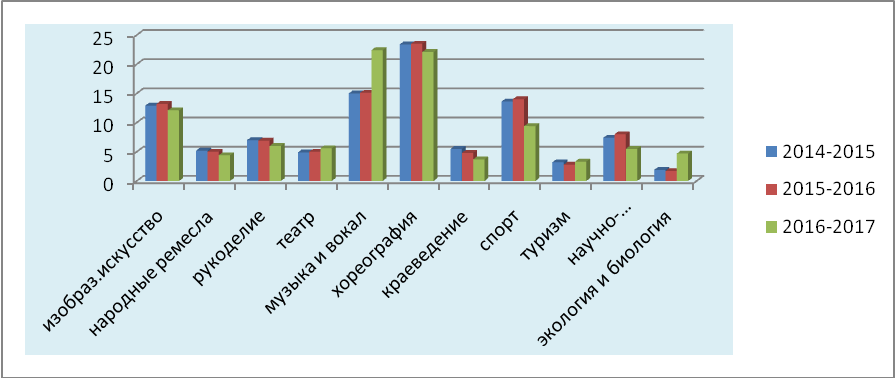 25
20
15
10
5
0
изобраз.искусство
народные ремесла
рукоделие
театр
музыка и вокал
хореография
краеведение
спорт
туризм
научно-...
экология и биология
2014-2015
2015-2016
2016-2017